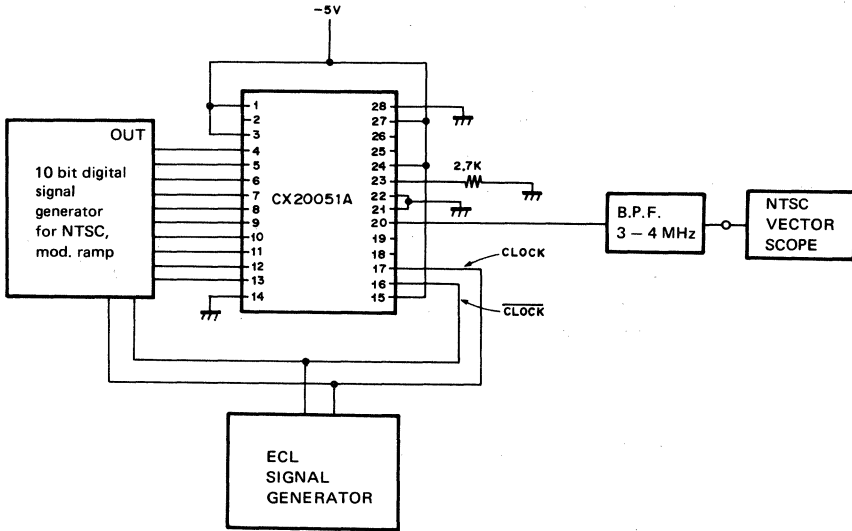 -5V
OUT
10 bit digital
signal
generator
for NTSC,
mod. ramp
CX20051A
1
2
3
4
5
6
7
8
9
10
11
12
13
14
28
27
26
25
24
23
22
21
20
19
18
17
16
15
2.7K
B.P.F.
3 – 4 MHz
NTSC
VECTOR
SCOPE
CLOCK
CLOCK
ECL
SIGNAL
GENERATOR